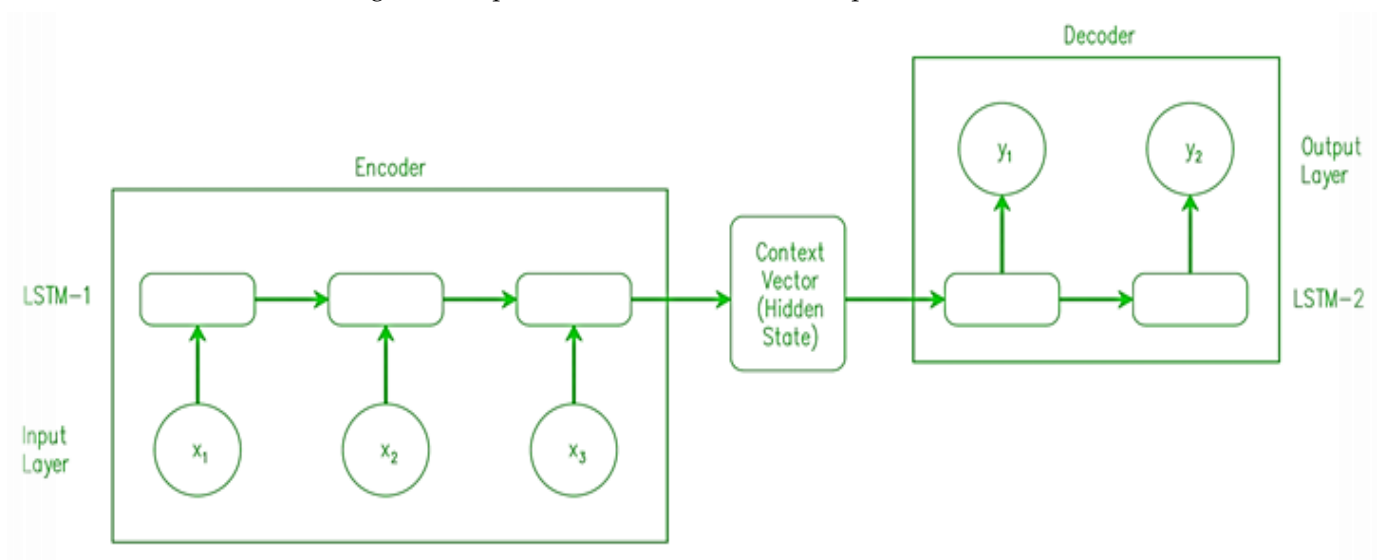 Decoder
y₁
y₂
Output
Layer
Encoder
Context
Vector
(Hidden
State)
LSTM-1
LSTM-2
Input
Layer
x₁
x₂
x₃